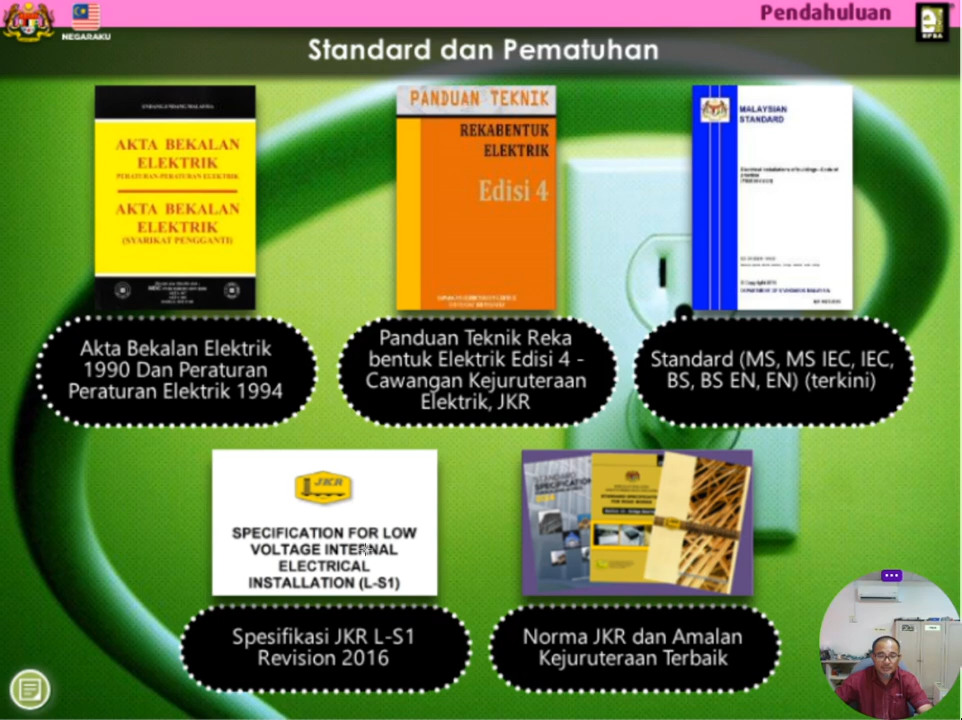 Pendahuluan
NEGARAKU
Standard dan Pematuhan
AKTA BEKALAN
ELEKTRIK
PERATURAN-PERATURAN ELEKTRIK
AKTA BEKALAN
ELEKTRIK
(SYARIKAT PENGGANTI)
PANDUAN TEKNIK
REKABENTUK
ELEKTRIK
Edisi 4
MALAYSIAN
STANDARD
Akta Bekalan Elektrik
1990 Dan Peraturan
Peraturan Elektrik 1994
Panduan Teknik Reka
bentuk Elektrik Edisi 4 -
Cawangan Kejuruteraan
Elektrik, JKR
Standard (MS, MS IEC, IEC,
BS, BS EN, EN) (terkini)
JKR
SPECIFICATION FOR LOW
VOLTAGE INTERNAL
ELECTRICAL
INSTALLATION (L-S1)
STANDARD
SPECIFICATION
Spesifikasi JKR L-S1
Revision 2016
Norma JKR dan Amalan
Kejuruteraan Terbaik